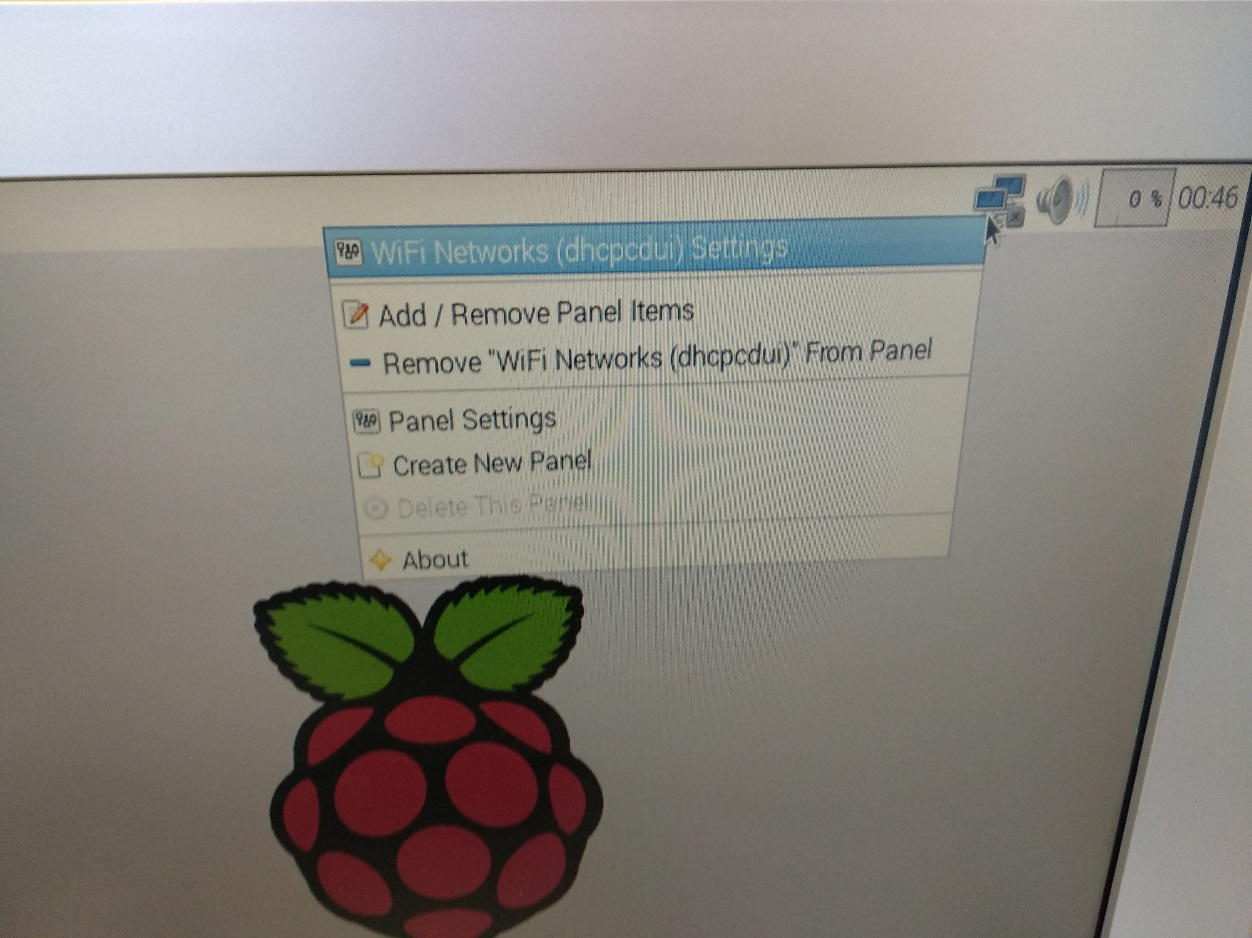 0 % 00:46
WiFi Networks (dhcpcdui) Settings
Add / Remove Panel Items
Remove "WiFi Networks (dhcpcdui)" From Panel
Panel Settings
Create New Panel
Delete This Panel
About